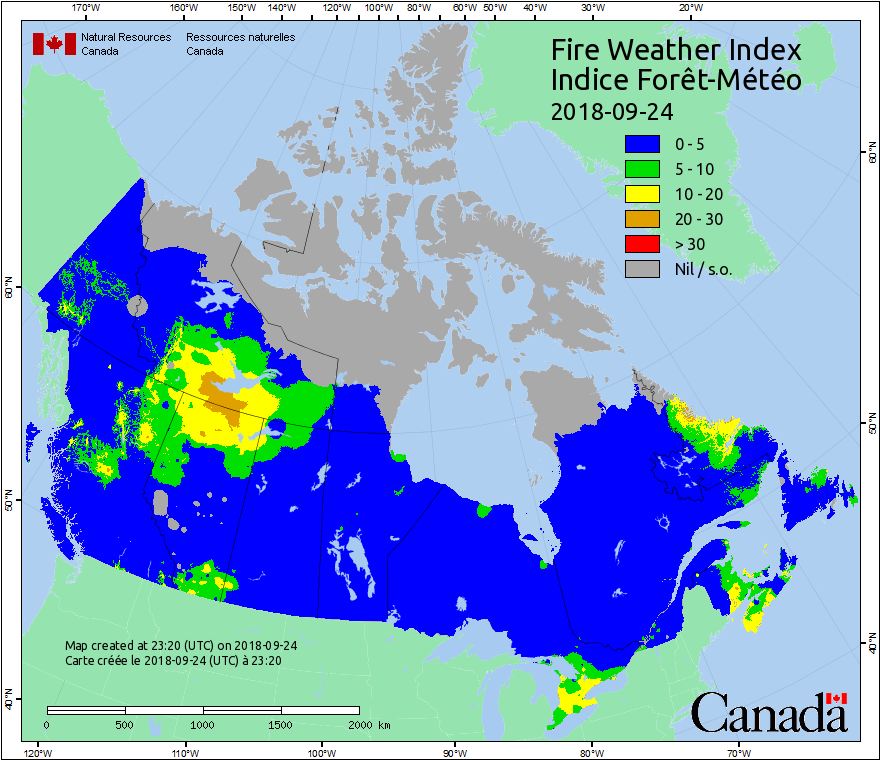 170°W 160°W 150°W 140°W 120°W 100°W 80°W 60°W 50°W 40°W 30°W 20°W
Natural Resources Ressources naturelles
Canada Canada
Fire Weather Index
Indice Forêt-Météo
2018-09-24
0 - 5
5 - 10
10 - 20
20 - 30
> 30
Nil / s.o.
60°N
60°N
50°N
50°N
40°N
40°N
Map created at 23:20 (UTC) on 2018-09-24
Carte créée le 2018-09-24 (UTC) à 23:20
0 500 1000 1500 2000 km
Canada
120°W 110°W 100°W 90°W 80°W 70°W